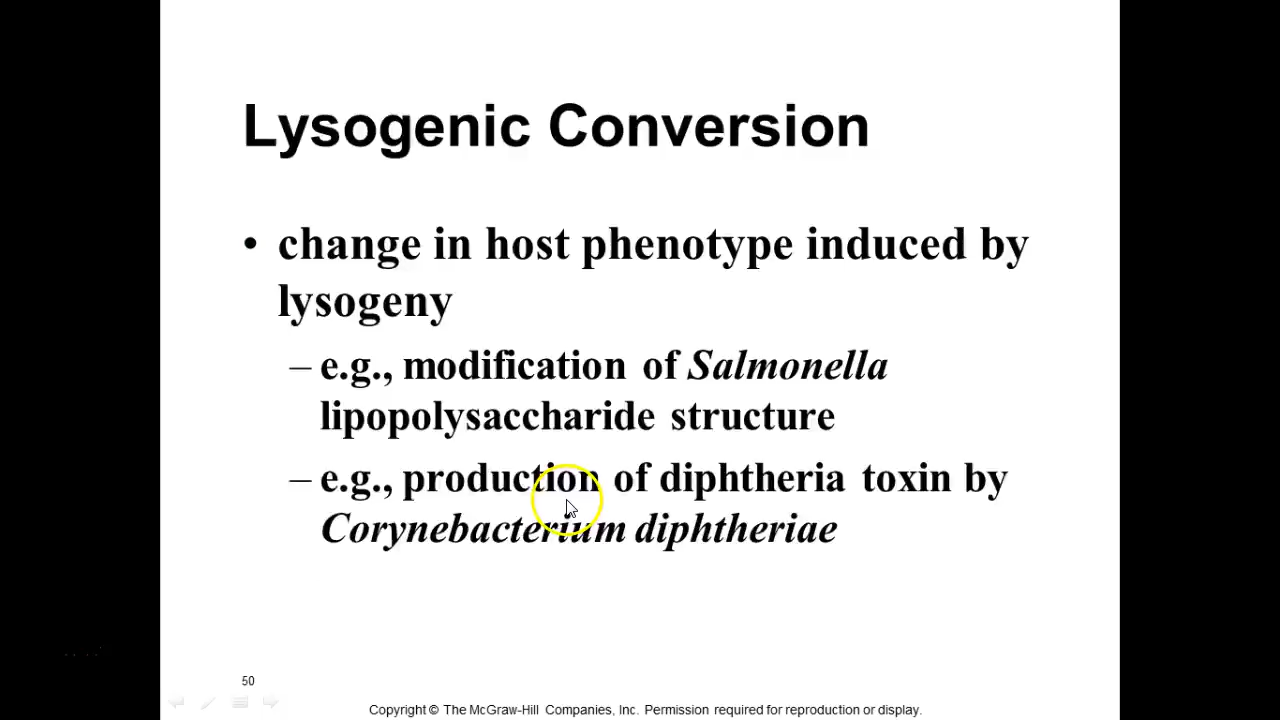 Lysogenic Conversion
• change in host phenotype induced by
lysogeny
– e.g., modification of Salmonella
lipopolysaccharide structure
– e.g., production of diphtheria toxin by
Corynebacterium diphtheriae
50
Copyright © The McGraw-Hill Companies, Inc. Permission required for reproduction or display.